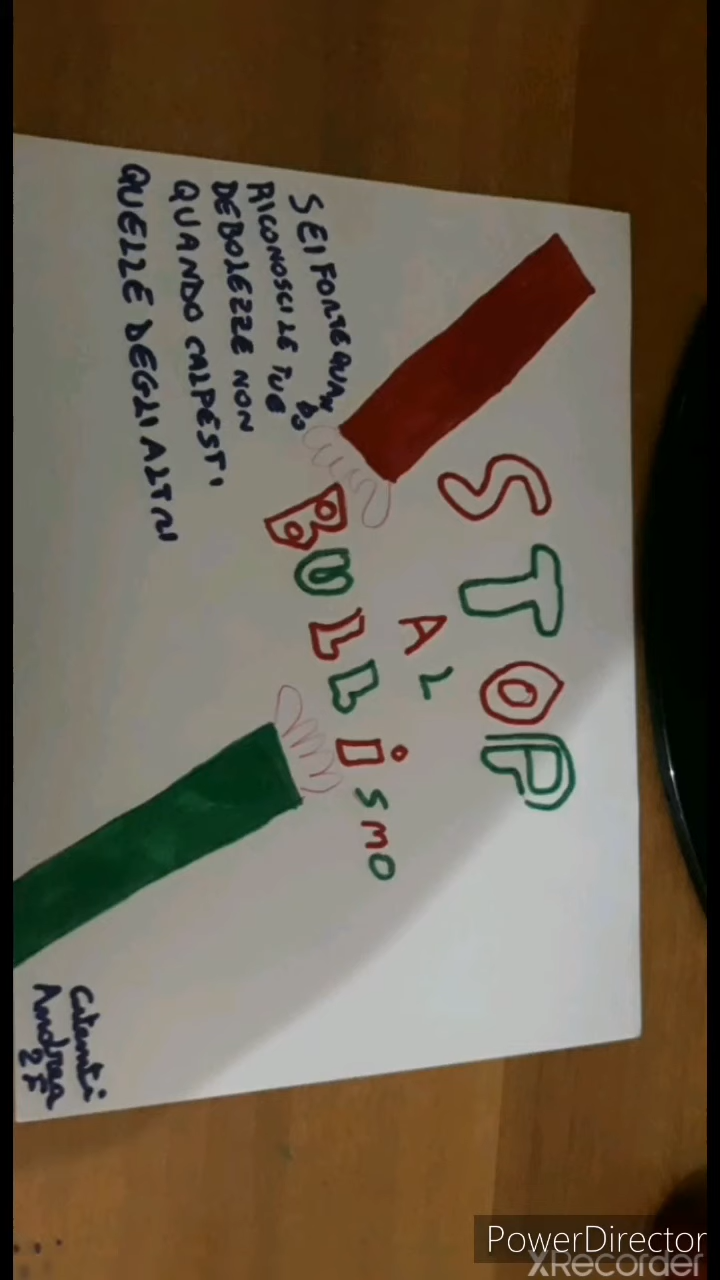 STOP
AL
BULLiSMO
SEI FORTE QUANDO
RICONOSCI LE TUE
DEBOLEZZE NON
QUANDO CALPESTI
QUELLE DEGLI ALTRI
Andrea
2F
PowerDirector
XRecorder